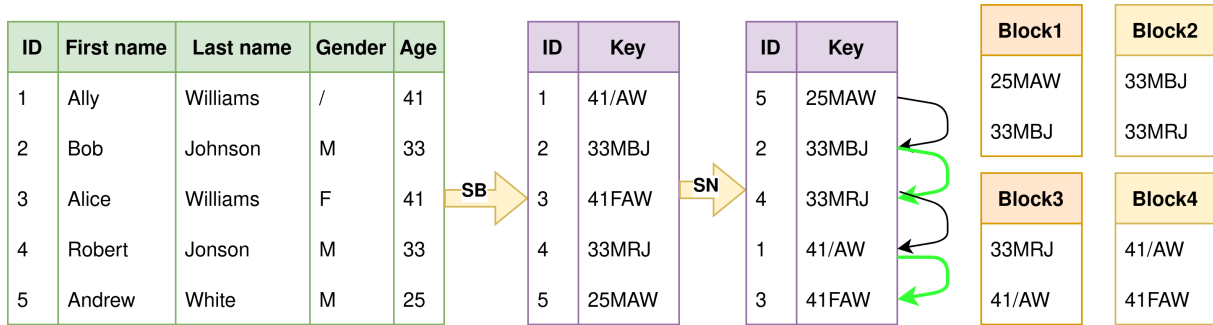 ID First name Last name Gender Age
1 Ally Williams / 41
2 Bob Johnson M 33
3 Alice Williams F 41
4 Robert Jonson M 33
5 Andrew White M 25
SB
ID Key
1 41/AW
2 33MBJ
3 41FAW
4 33MRJ
5 25MAW
SN
ID Key
5 25MAW
2 33MBJ
4 33MRJ
1 41/AW
3 41FAW
Block1
25MAW
33MBJ
Block2
33MBJ
33MRJ
Block3
33MRJ
41/AW
Block4
41/AW
41FAW